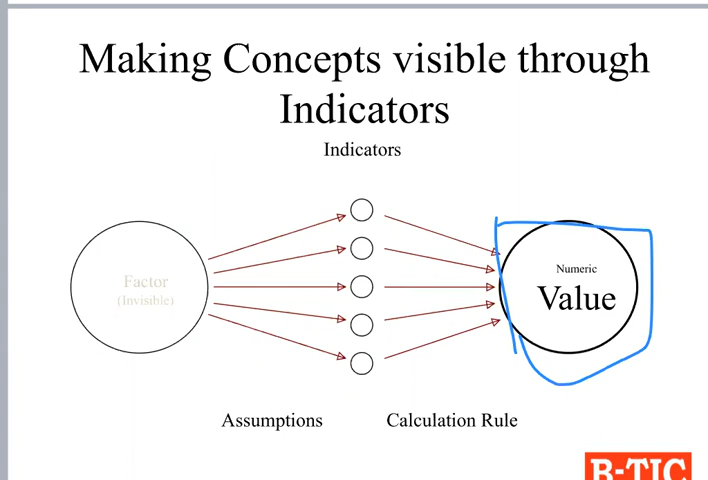 Making Concepts visible through
Indicators
Indicators
Factor
(Invisible)
Numeric
Value
Assumptions
Calculation Rule
B-TIC